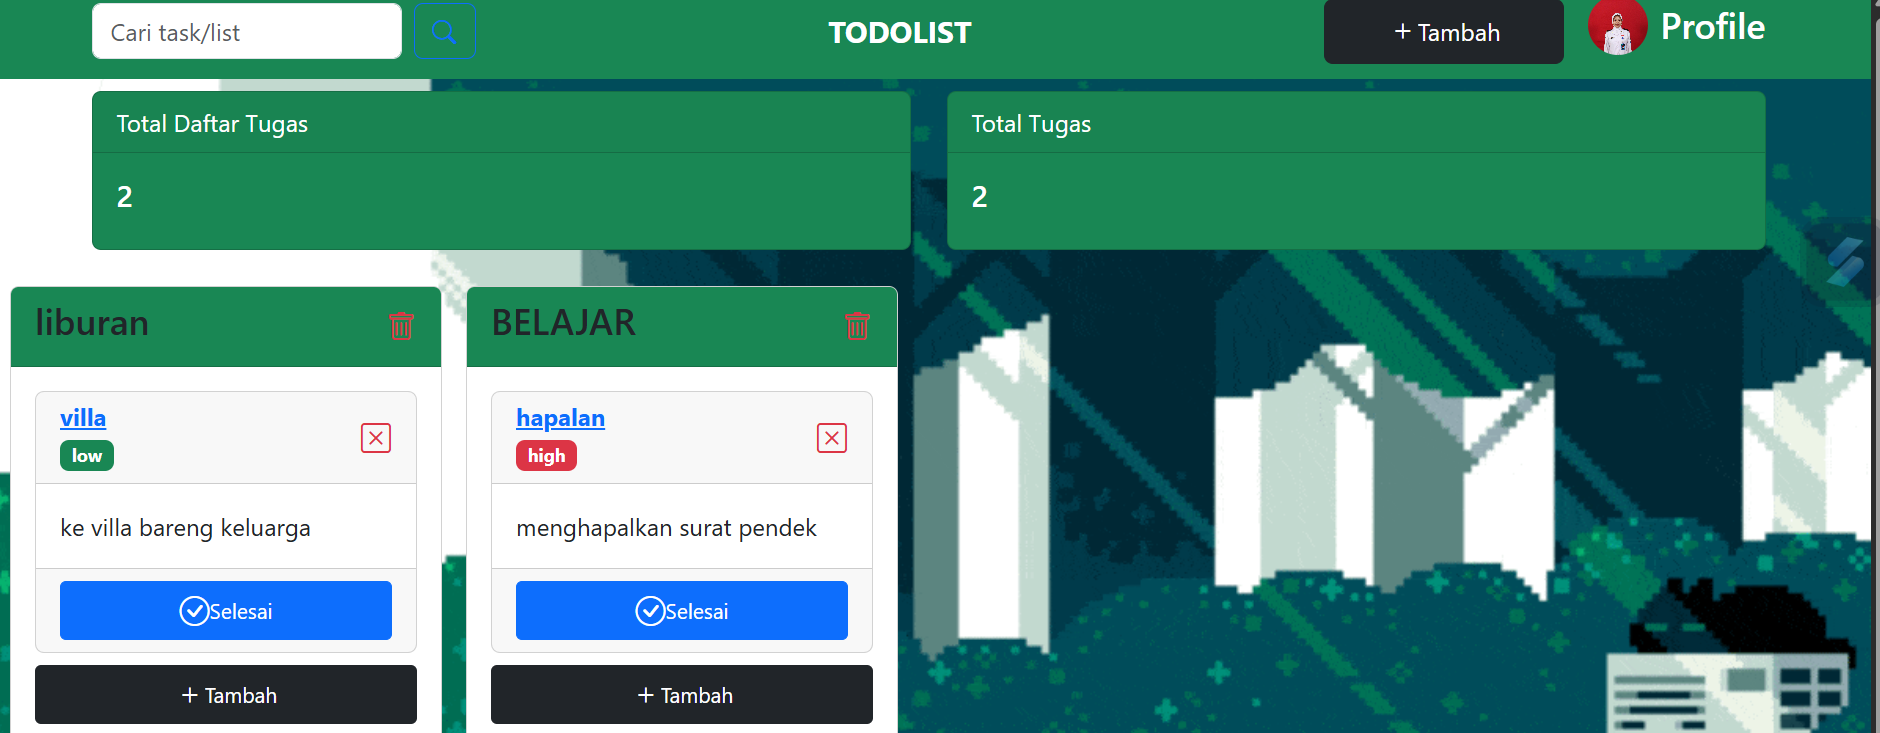 Cari task/list
TODOLIST
+ Tambah
Profile
Total Daftar Tugas
2
Total Tugas
2
liburan
villa
low
ke villa bareng keluarga
Selesai
+ Tambah
BELAJAR
hapalan
high
menghapalkan surat pendek
Selesai
+ Tambah